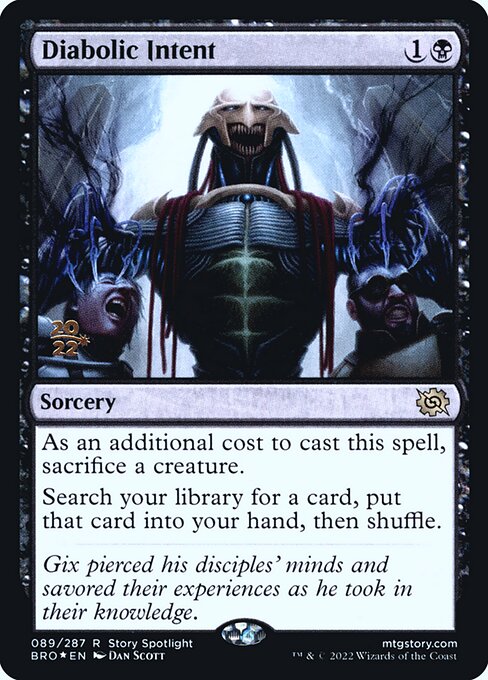 Diabolic Intent 1
20
22
Sorcery
As an additional cost to cast this spell,
sacrifice a creature.
Search your library for a card, put
that card into your hand, then shuffle.
Gix pierced his disciples’ minds and
savored their experiences as he took in
their knowledge.
089/287 R Story Spotlight mtgstory.com
BRO★EN Dan Scott ™ & © 2022 Wizards of the Coast